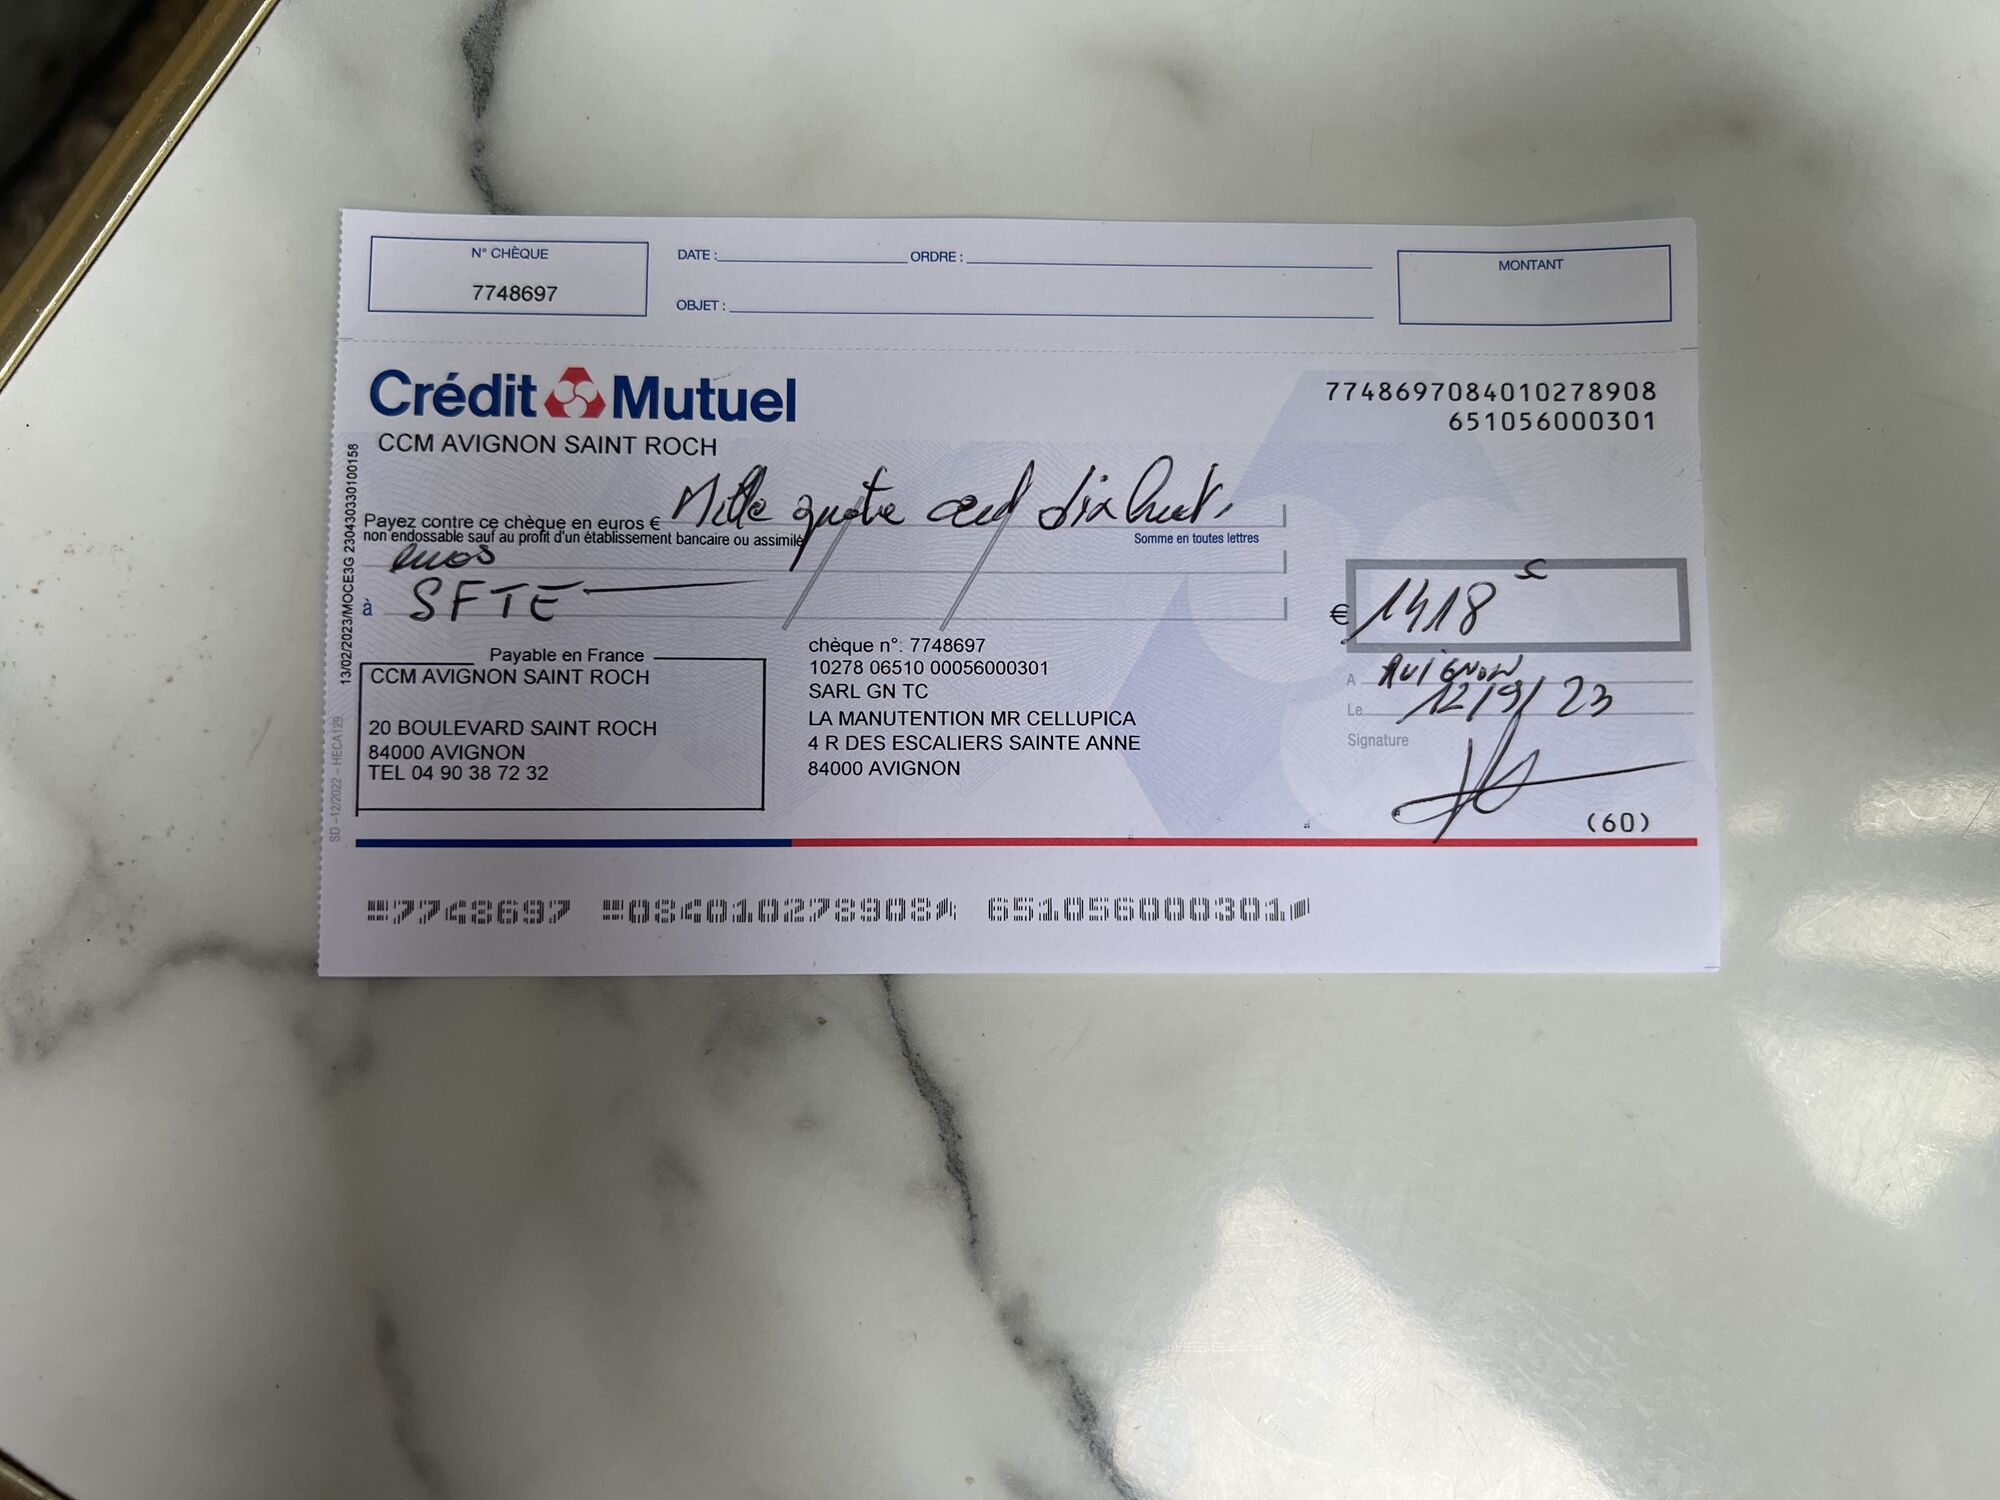 N° CHÈQUE
7748697
DATE :
ORDRE :
OBJET :
MONTANT
Crédit Mutuel
CCM AVIGNON SAINT ROCH
7748697084010278908
651056000301
Payez contre ce chèque en euros € Mille quatre cent dix huit
non endossable sauf au profit d'un établissement bancaire ou assimilé
Somme en toutes lettres
euros
à SFTE
€ 1418 €
Payable en France
CCM AVIGNON SAINT ROCH
20 BOULEVARD SAINT ROCH
84000 AVIGNON
TEL 04 90 38 72 32
chèque n°: 7748697
10278 06510 00056000301
SARL GN TC
LA MANUTENTION MR CELLUPICA
4 R DES ESCALIERS SAINTE ANNE
84000 AVIGNON
A AVIGNON
Le 12/9/23
Signature
(60)
13/02/2023/MOCE3G 230430330100158
SD - 12/2022 - HECA129
7748697 084010278908 651056000301